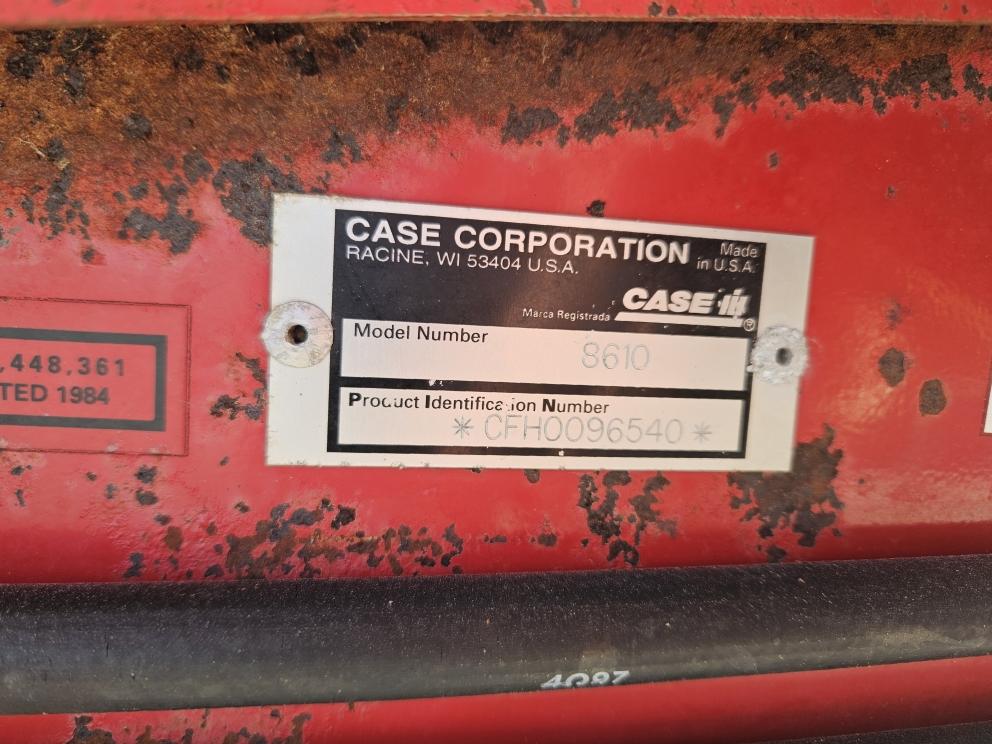 CASE CORPORATION
Made
in U.S.A.
RACINE, WI 53404 U.S.A.
Marca Registrada
CASE IH ®
Model Number
8610
Product Identification Number
*CFH0096540*
,448,361
TED 1984
4Q87